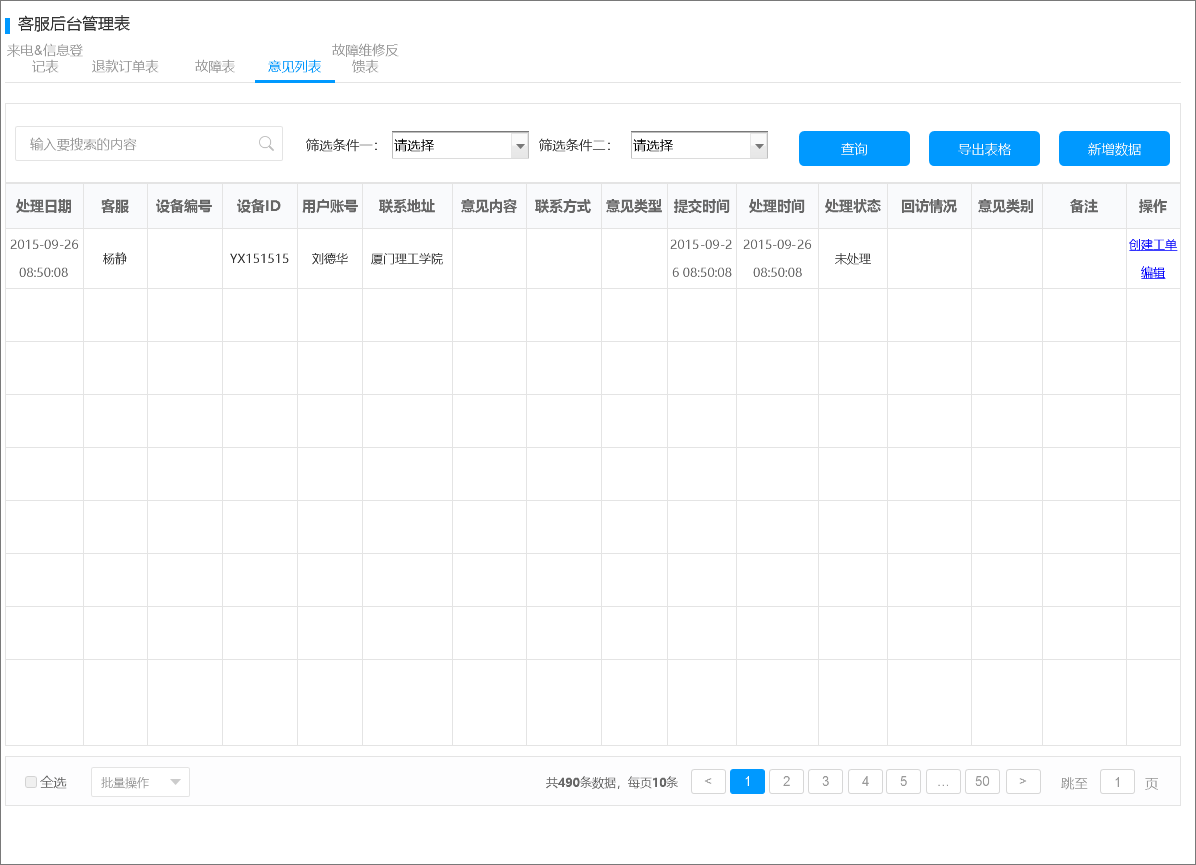 客服后台管理表
来电&信息登
记表
退款订单表
故障表
意见列表
故障维修反
馈表
输入要搜索的内容
筛选条件一：
请选择
筛选条件二：
请选择
查询
导出表格
新增数据
处理日期 客服 设备编号 设备ID 用户账号 联系地址 意见内容 联系方式 意见类型 提交时间 处理时间 处理状态 回访情况 意见类别 备注 操作
2015-09-26
08:50:08
杨静
YX151515
刘德华
厦门理工学院
2015-09-2
6 08:50:08
2015-09-26
08:50:08
未处理
创建工单
编辑
全选
批量操作
共490条数据，每页10条
< 1 2 3 4 5 … 50 >
跳至 1 页